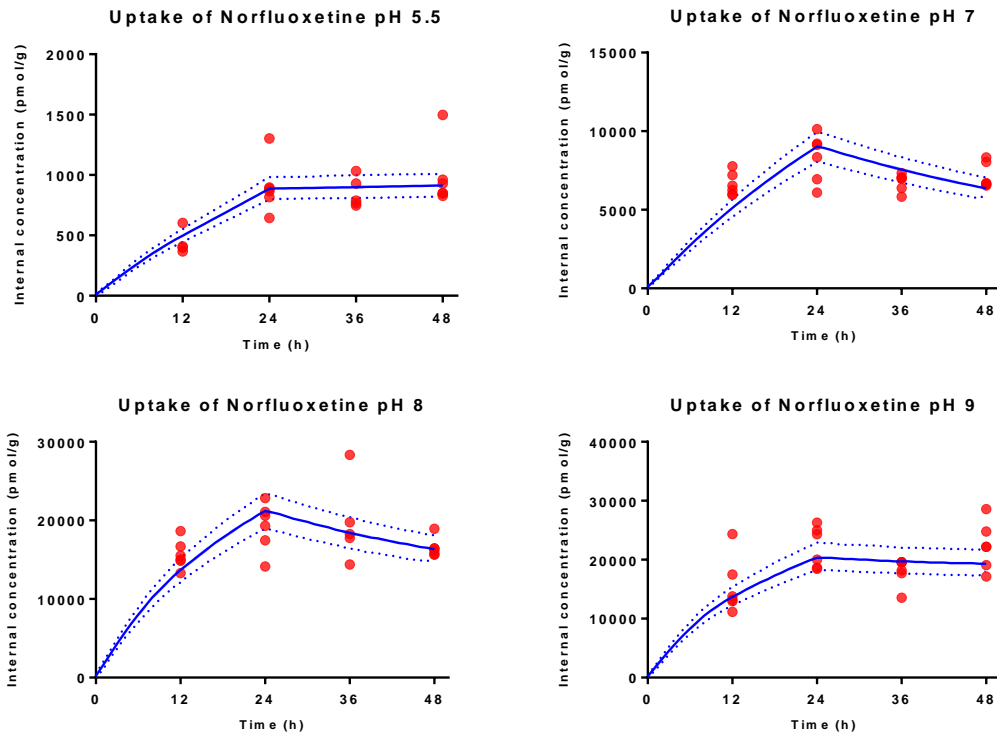 Uptake of Norfluoxetine pH 5.5
Internal concentration (pmol/g)
2000
1500
1000
500
0
0 12 24 36 48
Time (h)
Uptake of Norfluoxetine pH 7
Internal concentration (pmol/g)
15000
10000
5000
0
0 12 24 36 48
Time (h)
Uptake of Norfluoxetine pH 8
Internal concentration (pmol/g)
30000
20000
10000
0
0 12 24 36 48
Time (h)
Uptake of Norfluoxetine pH 9
Internal concentration (pmol/g)
40000
30000
20000
10000
0
0 12 24 36 48
Time (h)